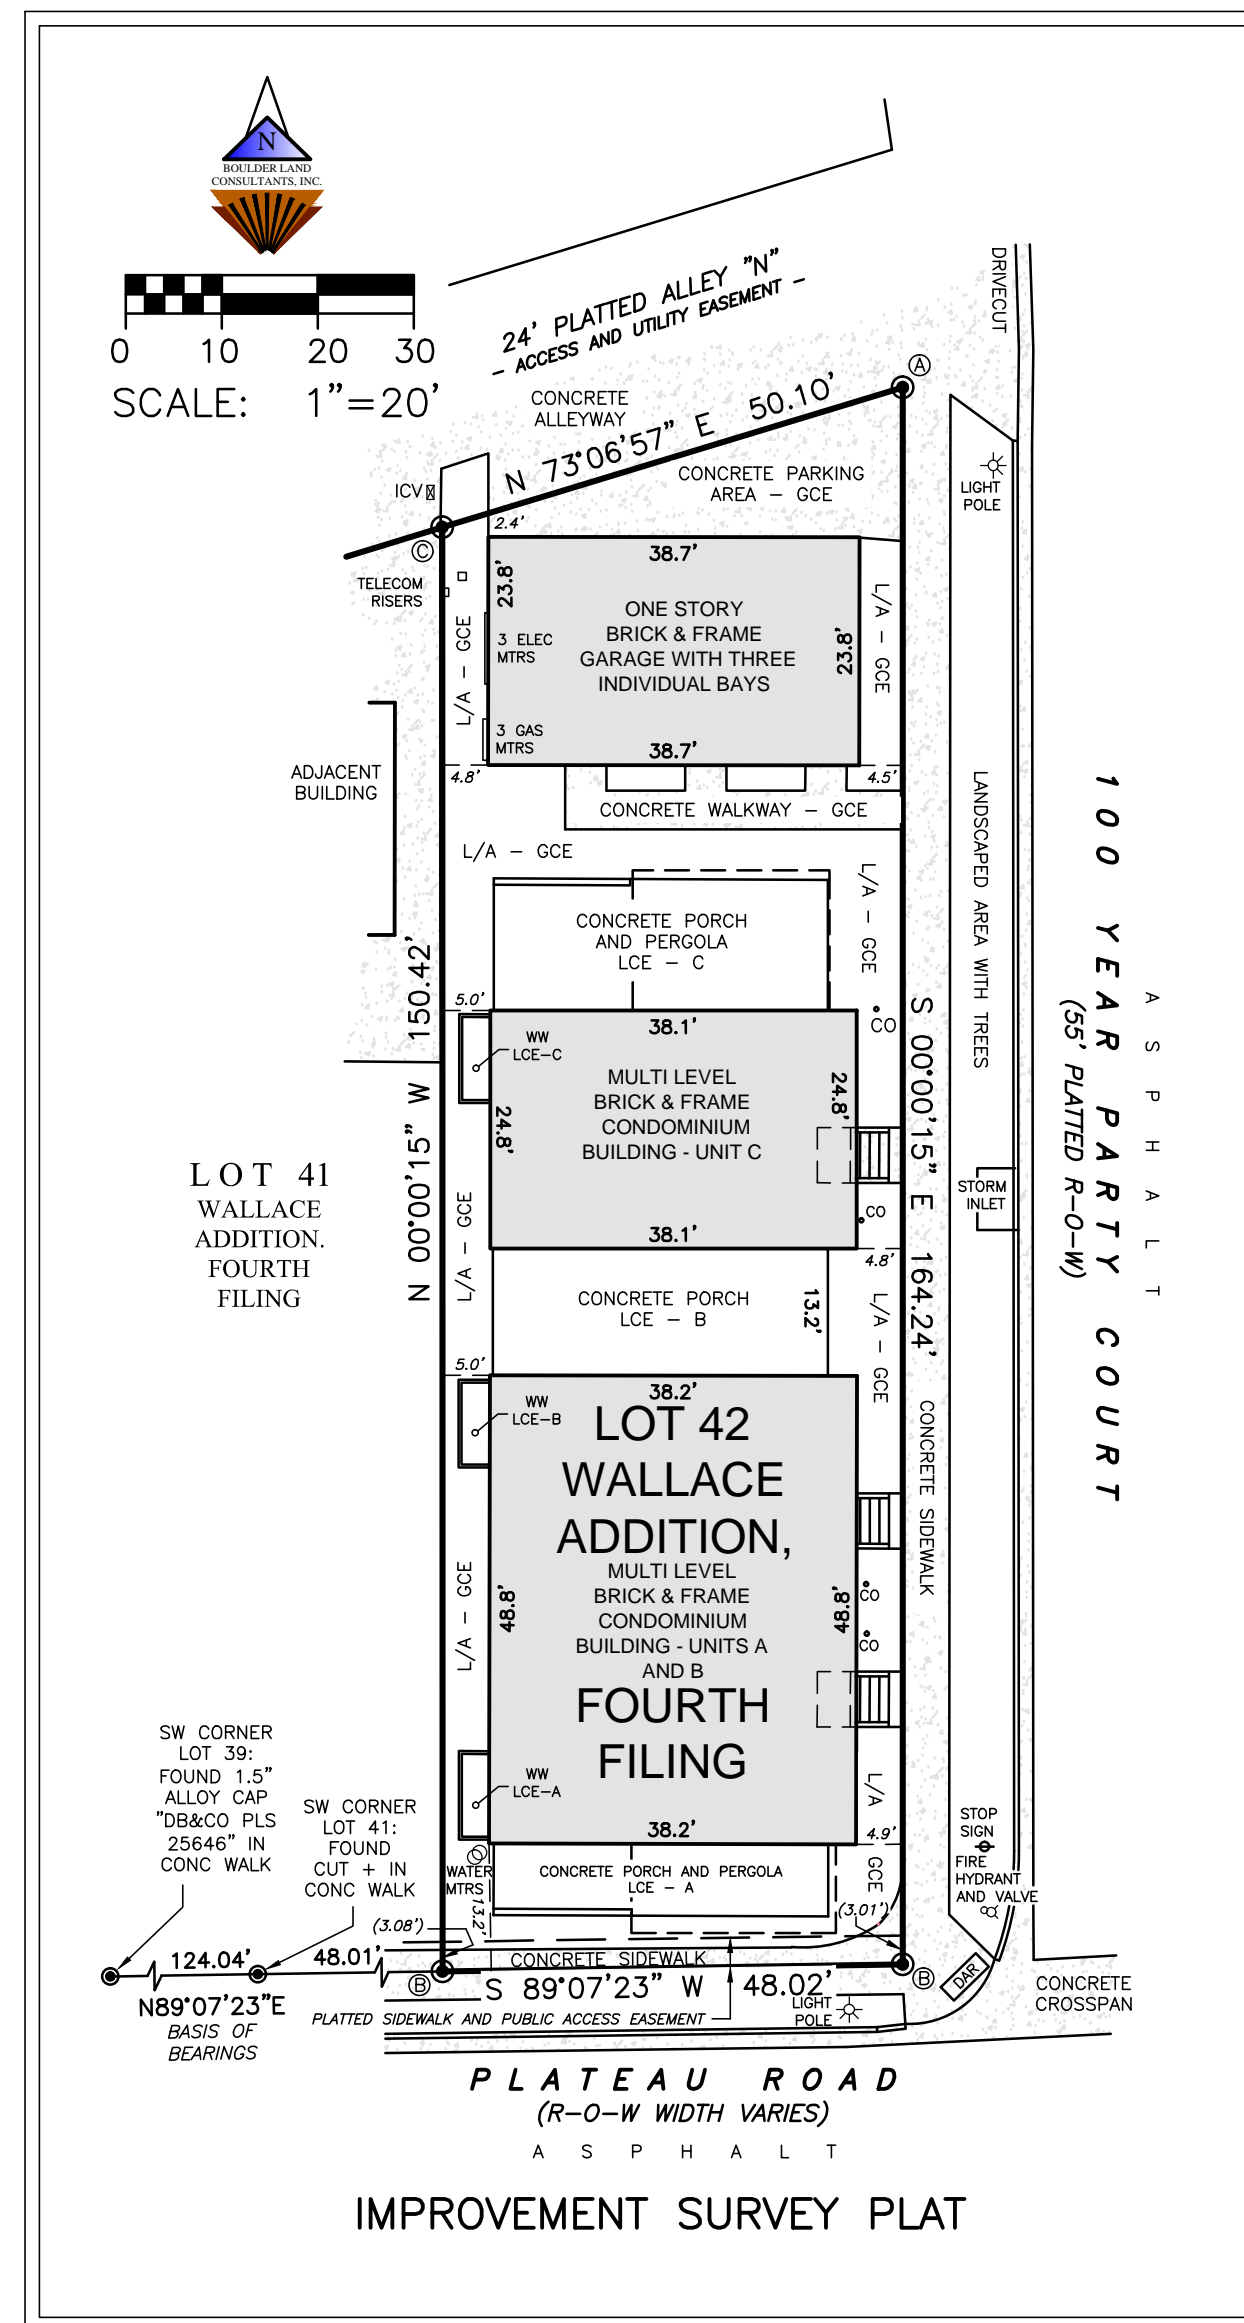 N
BOULDER LAND
CONSULTANTS, INC.
0 10 20 30
SCALE: 1"=20'
24' PLATTED ALLEY "N"
- ACCESS AND UTILITY EASEMENT -
DRIVECUT
CONCRETE
ALLEYWAY
A
N 73°06'57" E 50.10'
CONCRETE PARKING
AREA - GCE
ICV
LIGHT
POLE
2.4'
C
TELECOM
RISERS
38.7'
23.8'
ONE STORY
BRICK & FRAME
GARAGE WITH THREE
INDIVIDUAL BAYS
23.8'
L/A - GCE
L/A - GCE
3 ELEC
MTRS
3 GAS
MTRS
38.7'
4.8'
4.5'
ADJACENT
BUILDING
CONCRETE WALKWAY - GCE
L/A - GCE
L/A - GCE
LANDSCAPED AREA WITH TREES
100 YEAR PARTY COURT
(55' PLATTED R-O-W)
ASPHALT
CONCRETE PORCH
AND PERGOLA
LCE - C
N 00°00'15" W 150.42'
S 00°00'15" E 164.24'
5.0'
CO
38.1'
WW
LCE-C
24.8'
MULTI LEVEL
BRICK & FRAME
CONDOMINIUM
BUILDING - UNIT C
24.8'
LOT 41
WALLACE
ADDITION.
FOURTH
FILING
STORM
INLET
CO
L/A - GCE
38.1'
4.8'
CONCRETE PORCH
LCE - B
13.2'
L/A - GCE
5.0'
38.2'
WW
LCE-B
LOT 42
WALLACE
ADDITION,
MULTI LEVEL
BRICK & FRAME
CONDOMINIUM
BUILDING - UNITS A
AND B
FOURTH
FILING
48.8'
48.8'
CO
CO
CONCRETE SIDEWALK
L/A - GCE
WW
LCE-A
L/A
GCE
38.2'
4.9'
STOP
SIGN
FIRE
HYDRANT
AND VALVE
SW CORNER
LOT 39:
FOUND 1.5"
ALLOY CAP
"DB&CO PLS
25646" IN
CONC WALK
SW CORNER
LOT 41:
FOUND
CUT + IN
CONC WALK
WATER
MTRS
13.2'
CONCRETE PORCH AND PERGOLA
LCE - A
(3.08')
(3.01')
124.04'
48.01'
CONCRETE SIDEWALK
B
S 89°07'23" W 48.02'
B
DAR
CONCRETE
CROSSPAN
N89°07'23"E
BASIS OF
BEARINGS
PLATTED SIDEWALK AND PUBLIC ACCESS EASEMENT
LIGHT
POLE
PLATEAU ROAD
(R-O-W WIDTH VARIES)
ASPHALT
IMPROVEMENT SURVEY PLAT